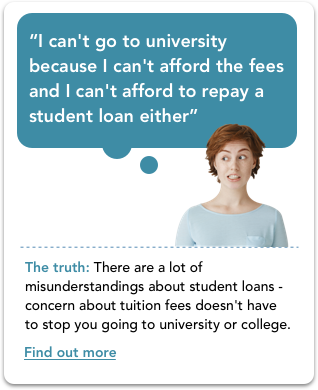 “I can't go to university
because I can't afford the fees
and I can't afford to repay a
student loan either”
The truth: There are a lot of
misunderstandings about student loans -
concern about tuition fees doesn't have
to stop you going to university or college.
Find out more